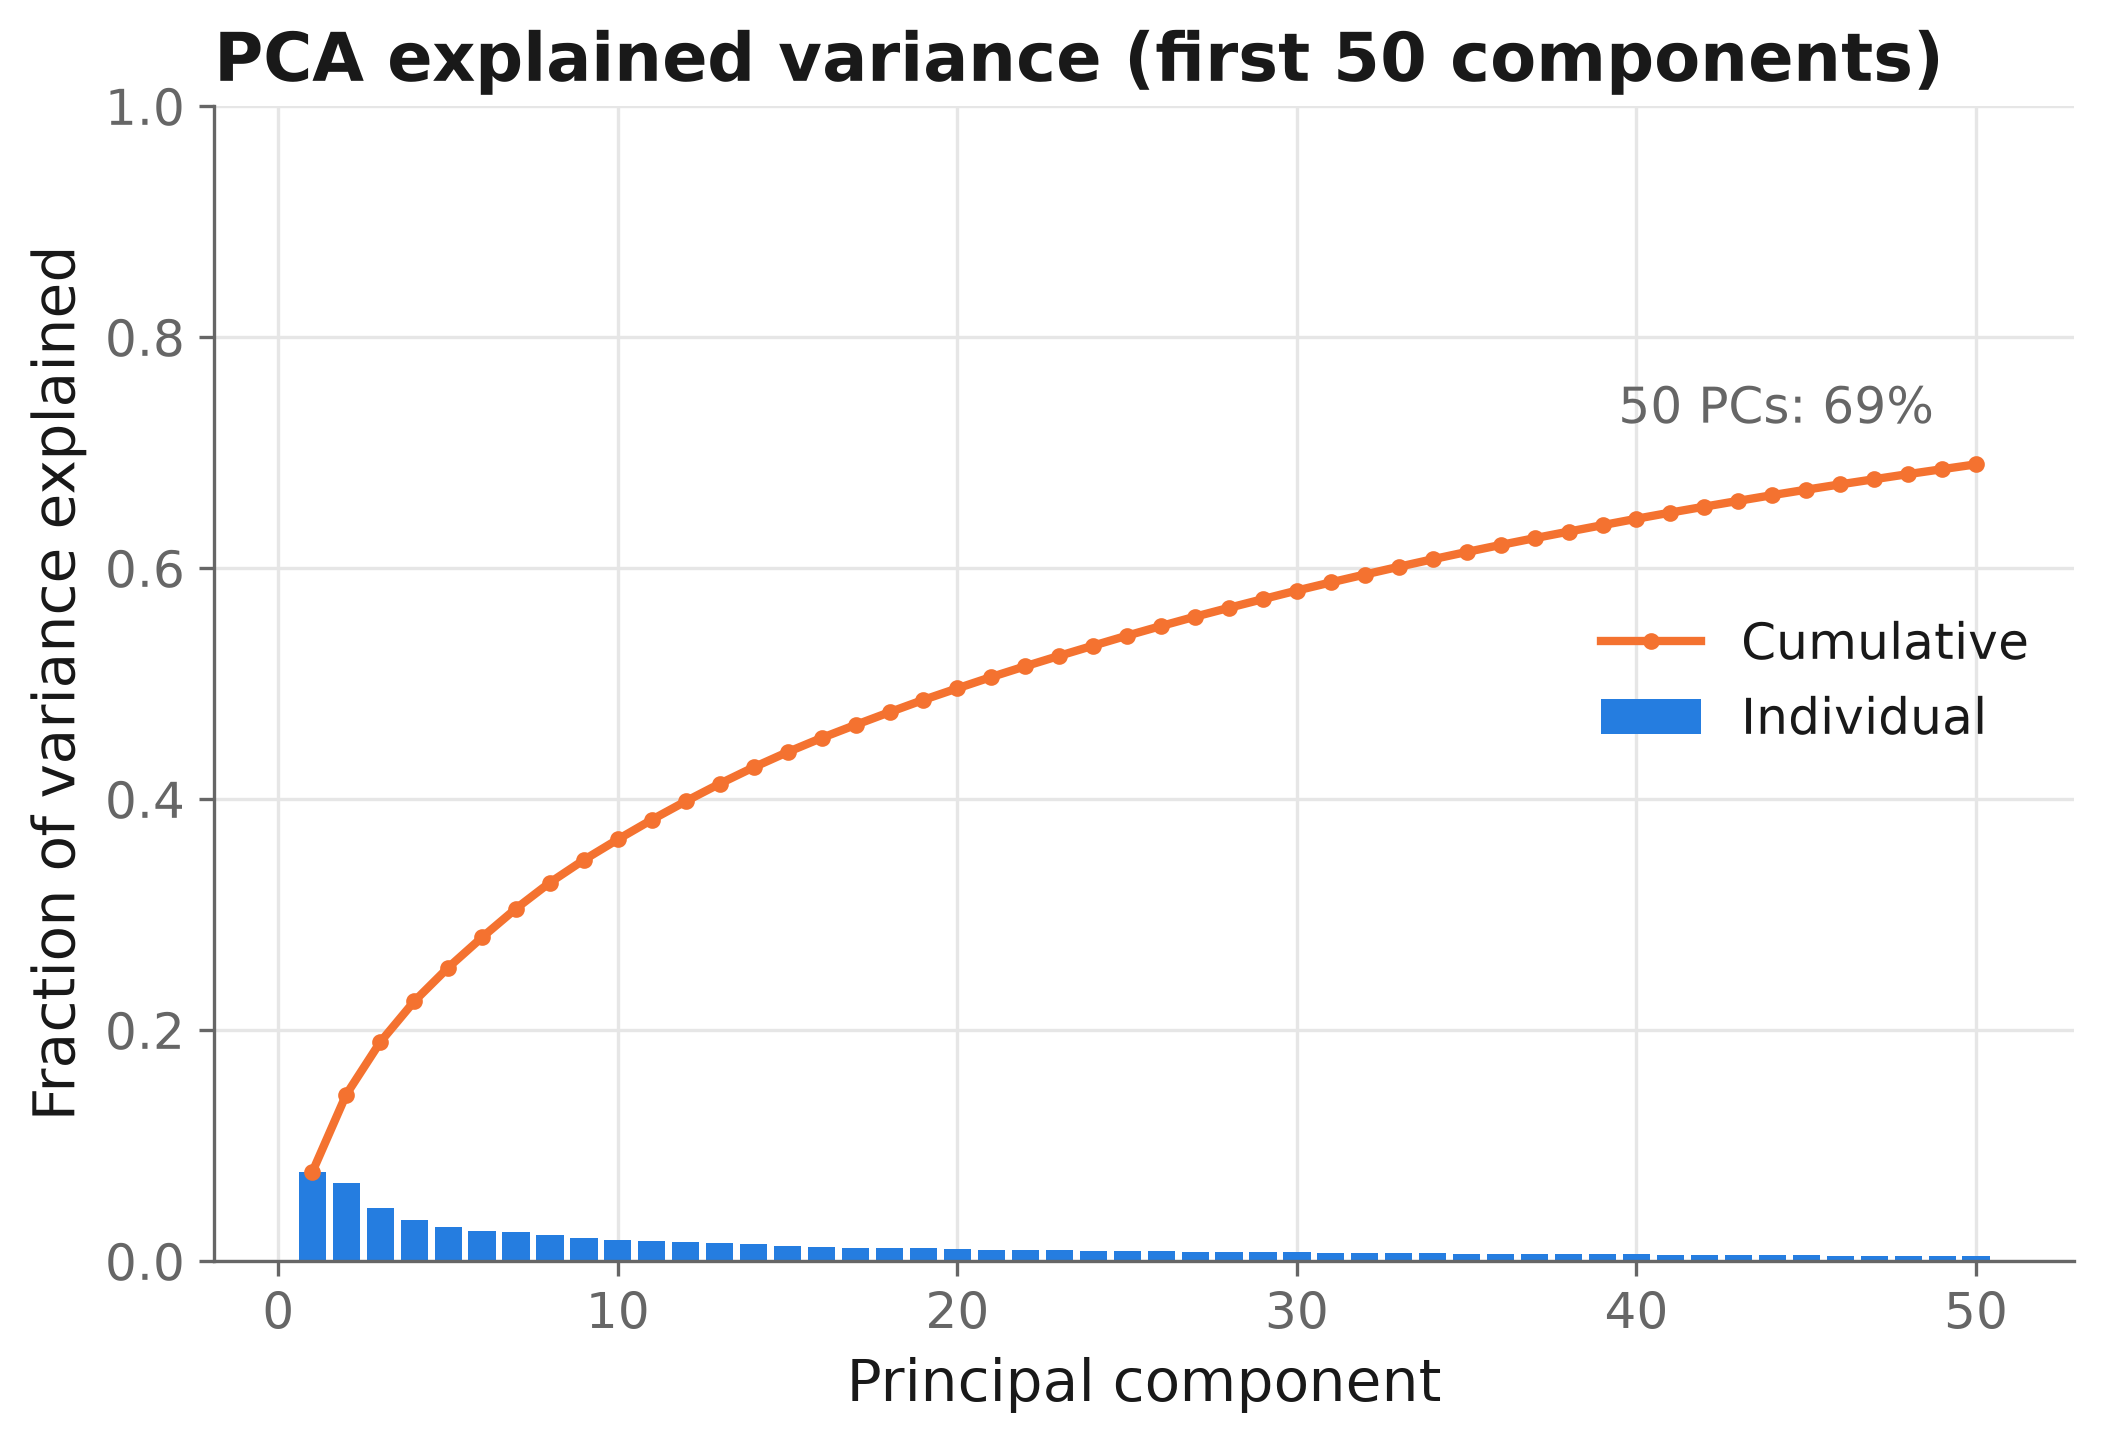 PCA explained variance (first 50 components)
Fraction of variance explained
1.0
0.8
0.6
0.4
0.2
0.0
50 PCs: 69%
Cumulative
Individual
0 10 20 30 40 50
Principal component